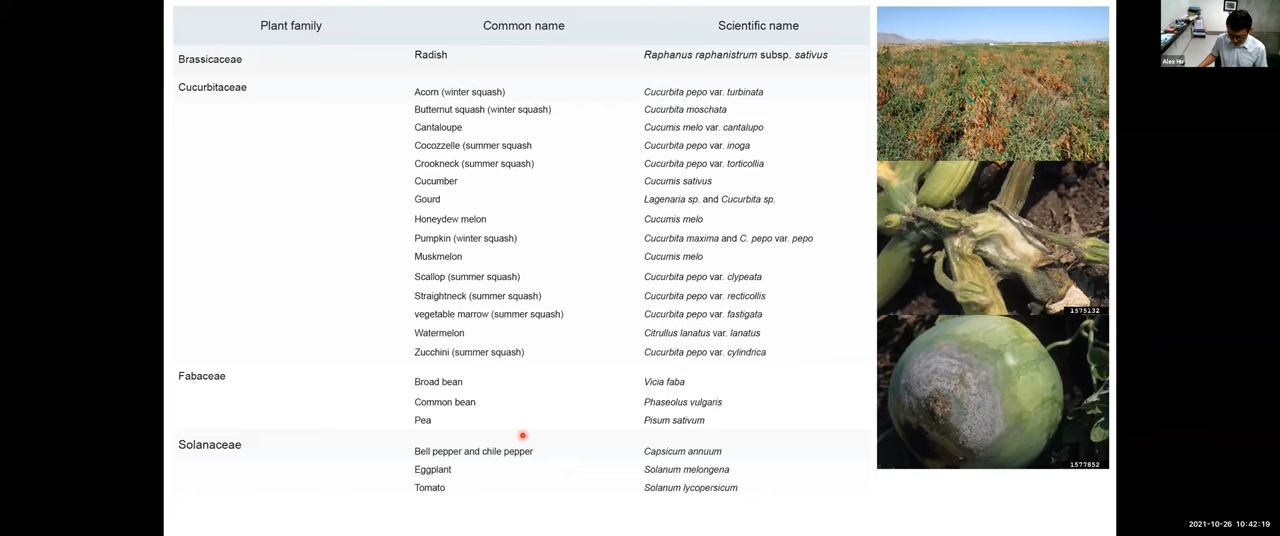 Plant family Common name Scientific name
Brassicaceae Radish Raphanus raphanistrum subsp. sativus
Cucurbitaceae
Acorn (winter squash) Cucurbita pepo var. turbinata
Butternut squash (winter squash) Cucurbita moschata
Cantaloupe Cucumis melo var. cantalupo
Cocozzelle (summer squash Cucurbita pepo var. inoga
Crookneck (summer squash) Cucurbita pepo var. torticollia
Cucumber Cucumis sativus
Gourd Lagenaria sp. and Cucurbita sp.
Honeydew melon Cucumis melo
Pumpkin (winter squash) Cucurbita maxima and C. pepo var. pepo
Muskmelon Cucumis melo
Scallop (summer squash) Cucurbita pepo var. clypeata
Straightneck (summer squash) Cucurbita pepo var. recticollis
vegetable marrow (summer squash) Cucurbita pepo var. fastigata
Watermelon Citrullus lanatus var. lanatus
Zucchini (summer squash) Cucurbita pepo var. cylindrica
Fabaceae
Broad bean Vicia faba
Common bean Phaseolus vulgaris
Pea Pisum sativum
Solanaceae
Bell pepper and chile pepper Capsicum annuum
Eggplant Solanum melongena
Tomato Solanum lycopersicum
1575132
1577852
Alex Hu
2021-10-26 10:42:19